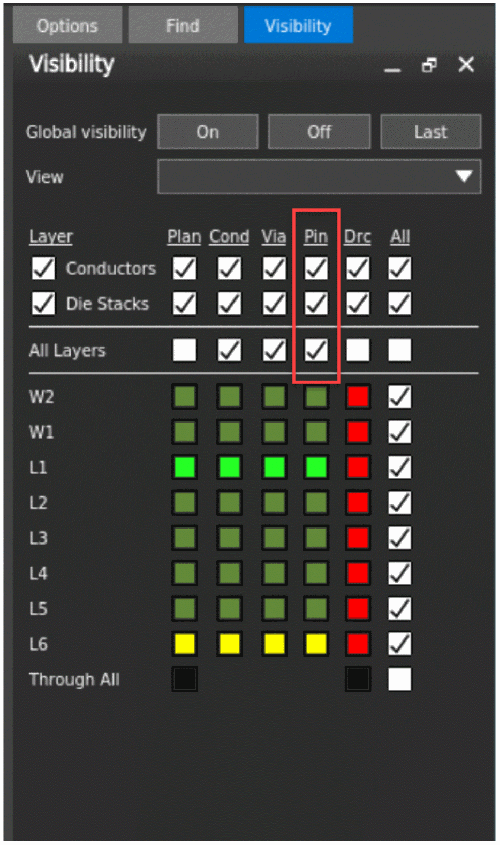 Options Find Visibility
Visibility
Global visibility On Off Last
View
Layer Plan Cond Via Pin Drc All
Conductors
Die Stacks
All Layers
W2
W1
L1
L2
L3
L4
L5
L6
Through All